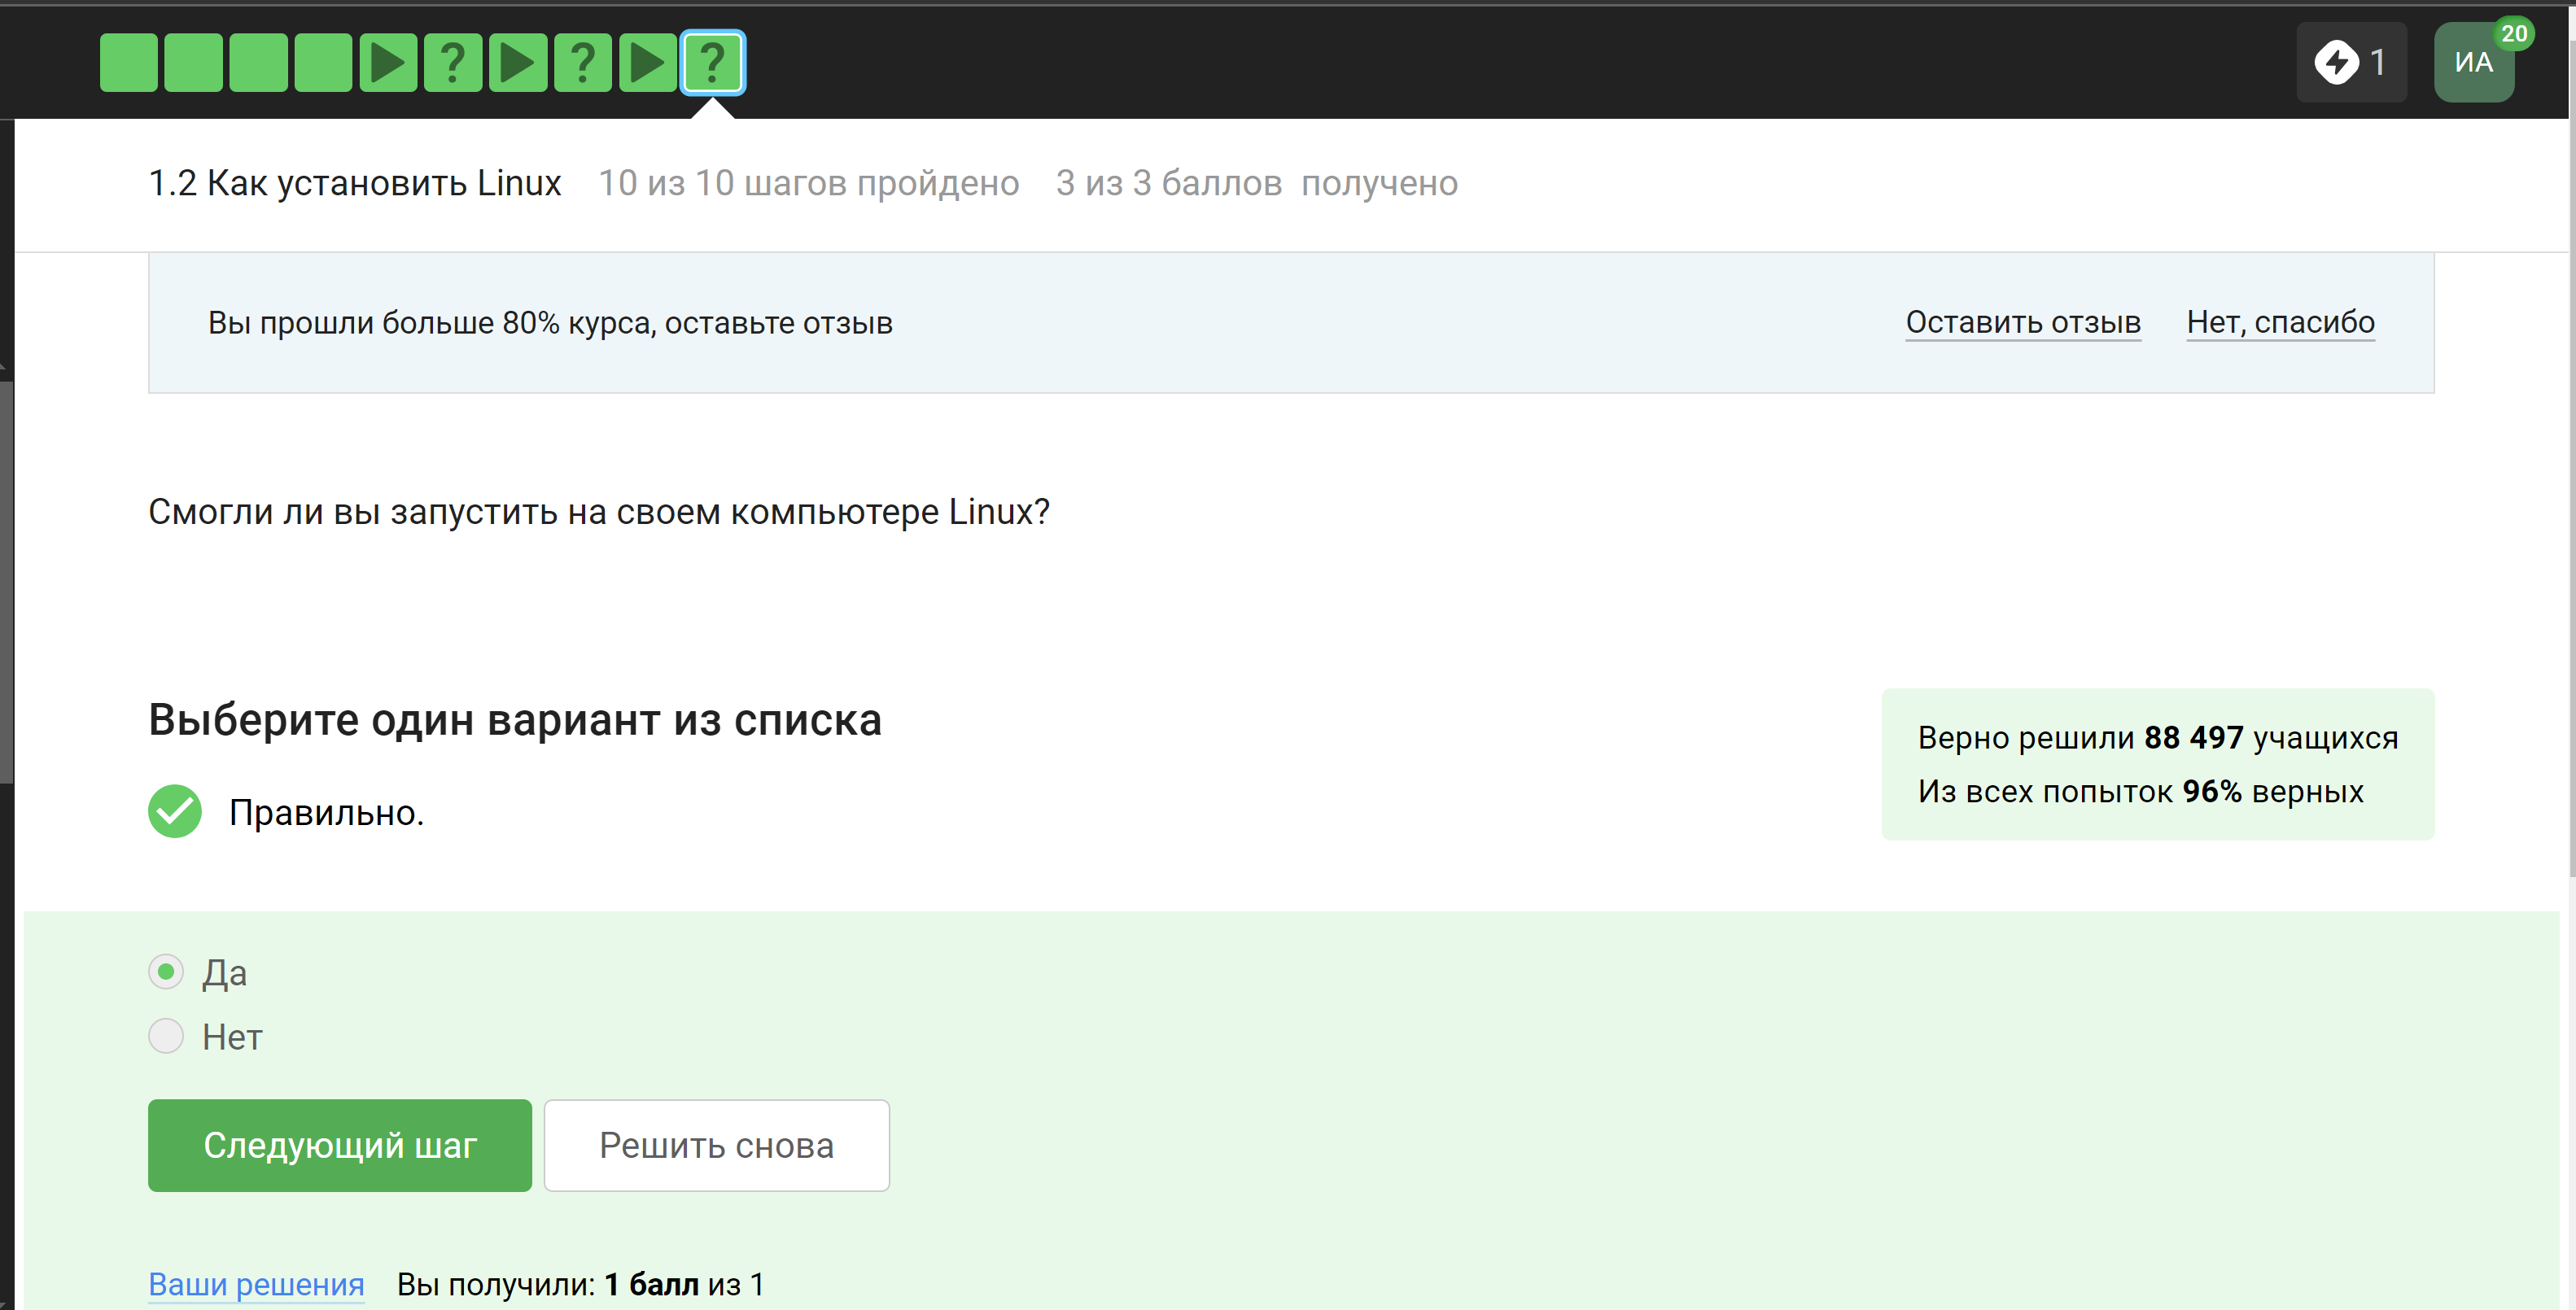 ? ? ?
1
ИА
20
1.2 Как установить Linux 10 из 10 шагов пройдено 3 из 3 баллов получено
Вы прошли больше 80% курса, оставьте отзыв
Оставить отзыв Нет, спасибо
Смогли ли вы запустить на своем компьютере Linux?
Выберите один вариант из списка
Правильно.
Верно решили 88 497 учащихся
Из всех попыток 96% верных
Да
Нет
Следующий шаг Решить снова
Ваши решения Вы получили: 1 балл из 1